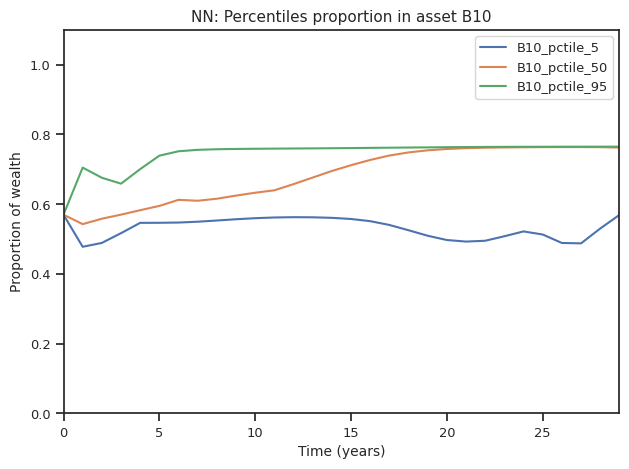 NN: Percentiles proportion in asset B10
B10_pctile_5
B10_pctile_50
B10_pctile_95
1.0
0.8
0.6
0.4
0.2
0.0
Proportion of wealth
0 5 10 15 20 25
Time (years)